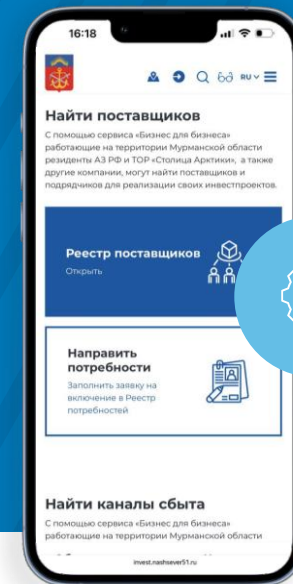 16:18
RU
Найти поставщиков
С помощью сервиса «Бизнес для бизнеса»
работающие на территории Мурманской области
резиденты АЗ РФ и ТОР «Столица Арктики», а также
другие компании, могут найти поставщиков и
подрядчиков для реализации своих инвестпроектов.
Реестр поставщиков
Открыть
Направить
потребности
Заполнить заявку на
включение в Реестр
потребностей
Найти каналы сбыта
С помощью сервиса «Бизнес для бизнеса»
работающие на территории Мурманской области
invest.nashsever51.ru